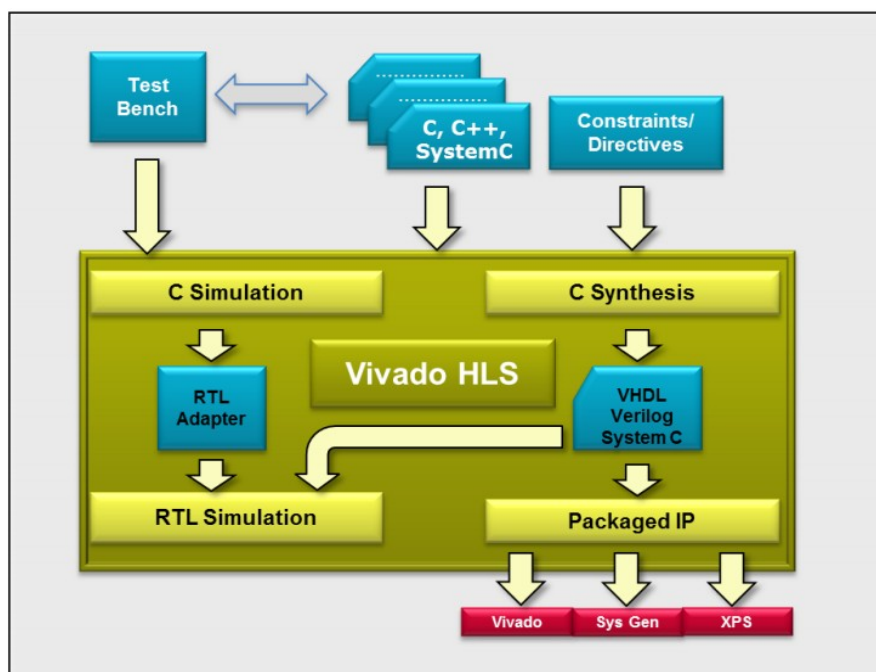 Test
Bench
C, C++,
SystemC
Constraints/
Directives
C Simulation
C Synthesis
Vivado HLS
RTL
Adapter
VHDL
Verilog
System C
RTL Simulation
Packaged IP
Vivado
Sys Gen
XPS